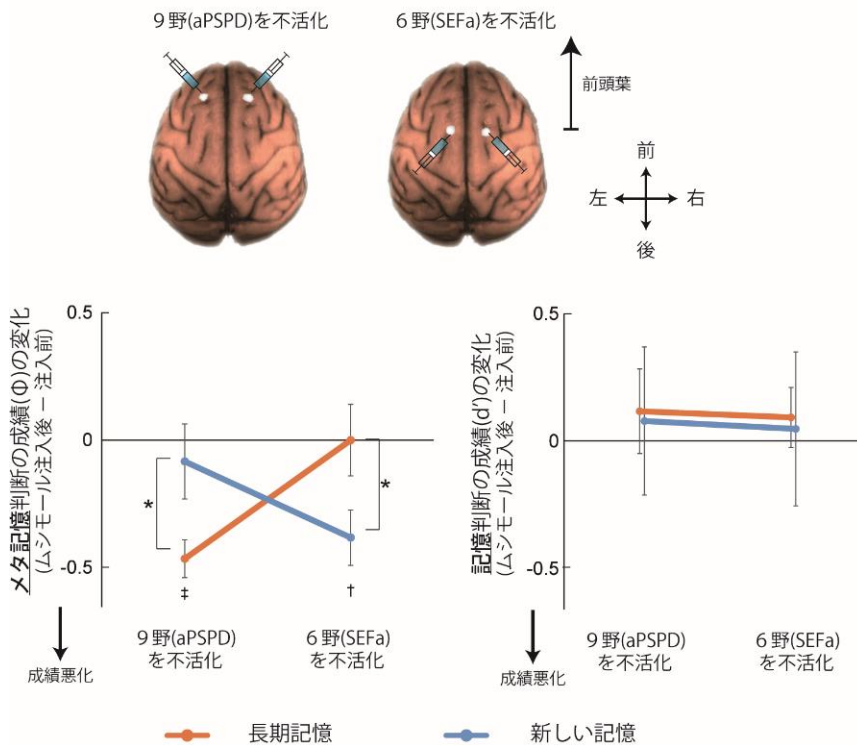 9野(aPSPD)を不活化
6野(SEFa)を不活化
前頭葉
前
左
右
後
メタ記憶判断の成績(Φ)の変化
(ムシモール注入後 ー 注入前)
0.5
0
-0.5
*
*
‡
†
成績悪化
9野(aPSPD)
を不活化
6野(SEFa)
を不活化
記憶判断の成績(d')の変化
(ムシモール注入後 ー 注入前)
0.5
0
-0.5
成績悪化
9野(aPSPD)
を不活化
6野(SEFa)
を不活化
長期記憶
新しい記憶